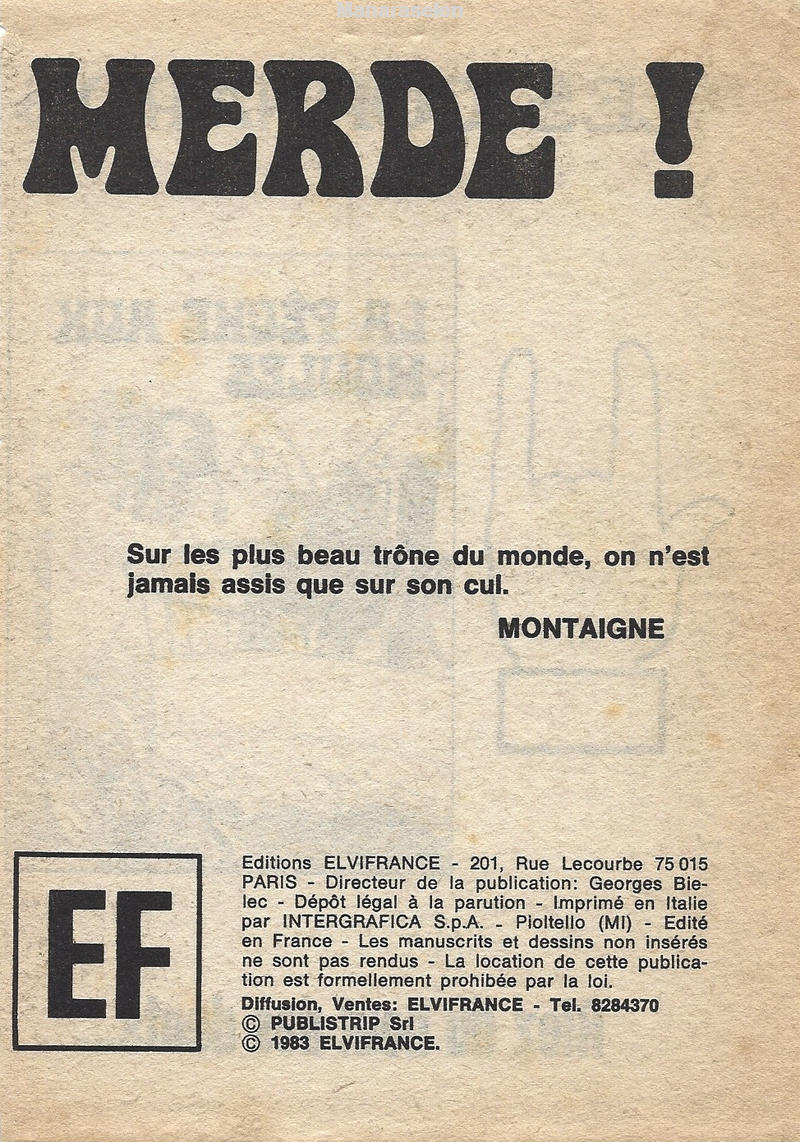 MERDE !
Sur les plus beau trône du monde, on n'est
jamais assis que sur son cul.
MONTAIGNE
EF
Editions ELVIFRANCE - 201, Rue Lecourbe 75 015
PARIS - Directeur de la publication: Georges Bie-
lec - Dépôt légal à la parution - Imprimé en Italie
par INTERGRAFICA S.p.A. - Pioltello (MI) - Edité
en France - Les manuscrits et dessins non insérés
ne sont pas rendus - La location de cette publica-
tion est formellement prohibée par la loi.
Diffusion, Ventes: ELVIFRANCE - Tel. 8284370
© PUBLISTRIP Srl
© 1983 ELVIFRANCE.